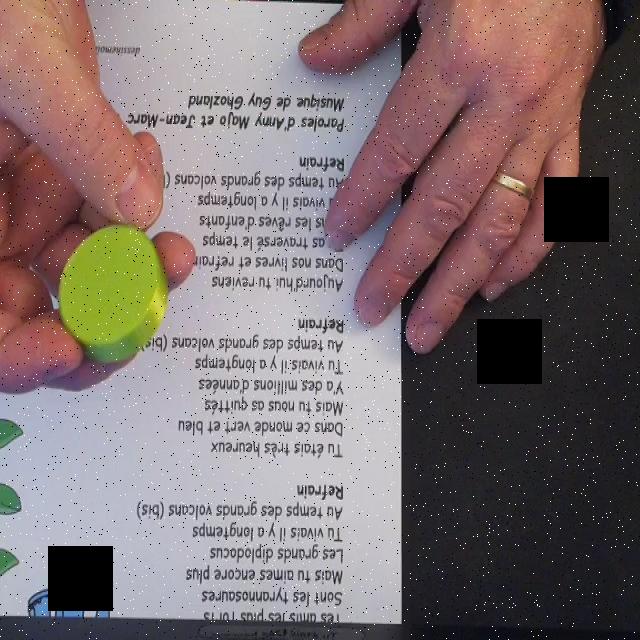 Tes amis les plus forts
Sont les tyrannosaures
Mais tu aimes encore plus
Les grands diplodocus
Tu vivais il y a longtemps
Au temps des grands volcans (bis)
Refrain
Tu étais très heureux
Dans ce monde vert et bleu
Mais tu nous as quittés
Y'a des millions d'années
Tu vivais il y a longtemps
Au temps des grands volcans (bis)
Refrain
Aujourd'hui, tu reviens
Dans nos livres et refrain
as traversé le temps
les rêves d'enfants
vivais il y a longtemps
Au temps des grands volcans (
Refrain
Paroles d'Anny Majo et Jean-Marc
Musique de Guy Ghozland